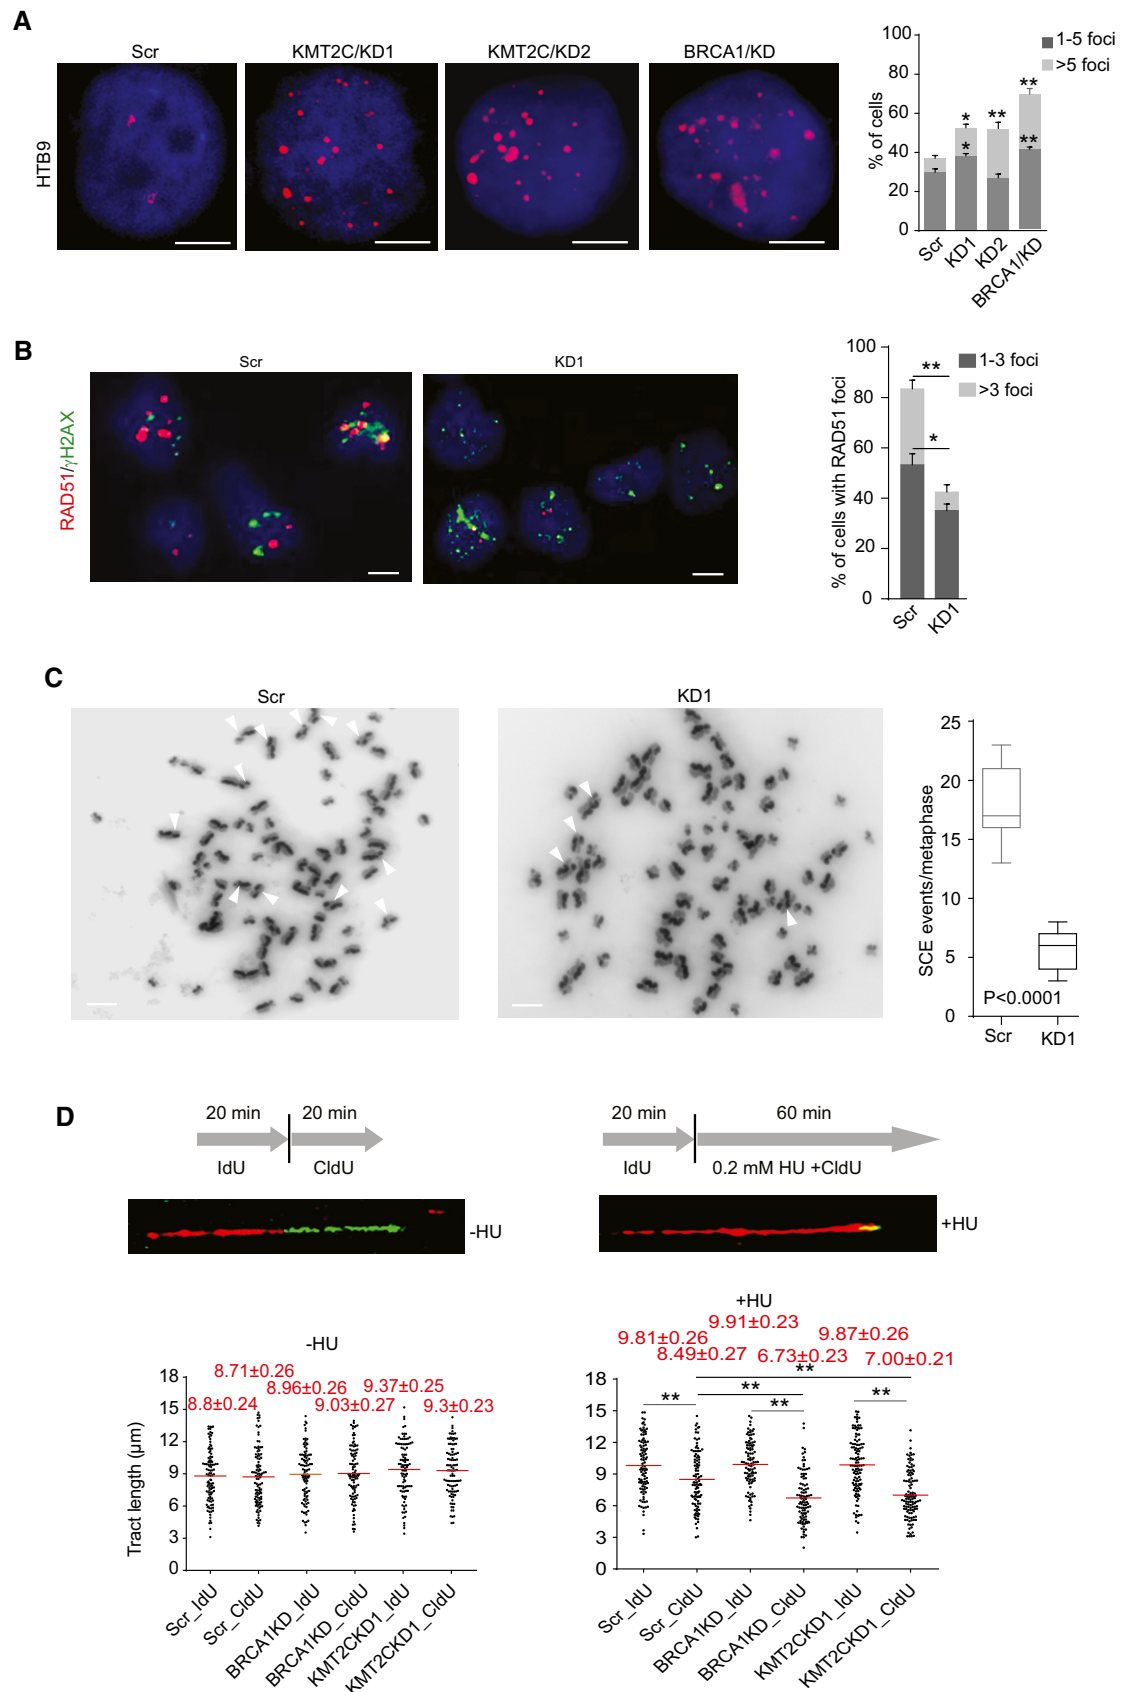 A
Scr
KMT2C/KD1
KMT2C/KD2
BRCA1/KD
HTB9
% of cells
100
80
60
40
20
0
1-5 foci
>5 foci
*
*
**
**
**
Scr
KD1
KD2
BRCA1/KD
B
Scr
KD1
RAD51/γH2AX
% of cells with RAD51 foci
100
80
60
40
20
0
1-3 foci
>3 foci
**
*
Scr
KD1
C
Scr
KD1
SCE events/metaphase
25
20
15
10
5
0
P<0.0001
Scr
KD1
D
20 min
20 min
IdU
CldU
-HU
20 min
60 min
IdU
0.2 mM HU +CldU
+HU
-HU
8.71±0.26
9.37±0.25
8.96±0.26
8.8±0.24
9.03±0.27
9.3±0.23
Tract length (µm)
18
15
12
9
6
3
0
Scr_IdU
Scr_CldU
BRCA1KD_IdU
BRCA1KD_CldU
KMT2CKD1_IdU
KMT2CKD1_CldU
+HU
9.91±0.23
9.81±0.26
9.87±0.26
8.49±0.27
6.73±0.23
7.00±0.21
**
**
**
**
**
18
15
12
9
6
3
0
Scr_IdU
Scr_CldU
BRCA1KD_IdU
BRCA1KD_CldU
KMT2CKD1_IdU
KMT2CKD1_CldU